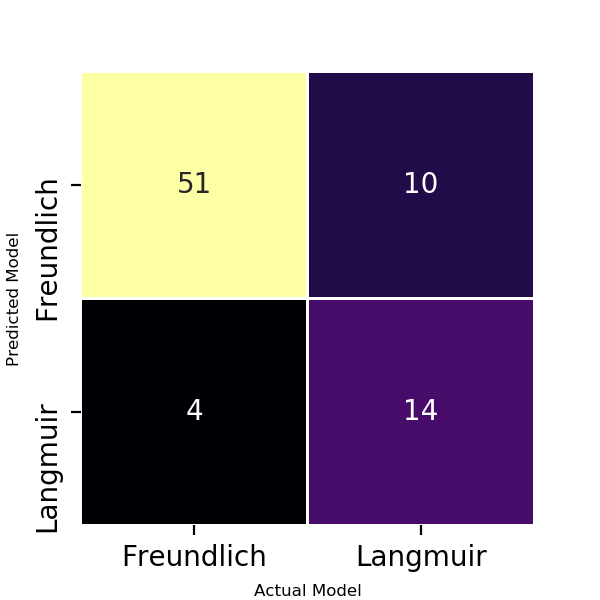 Predicted Model
Freundlich
Langmuir
51
10
4
14
Freundlich
Langmuir
Actual Model